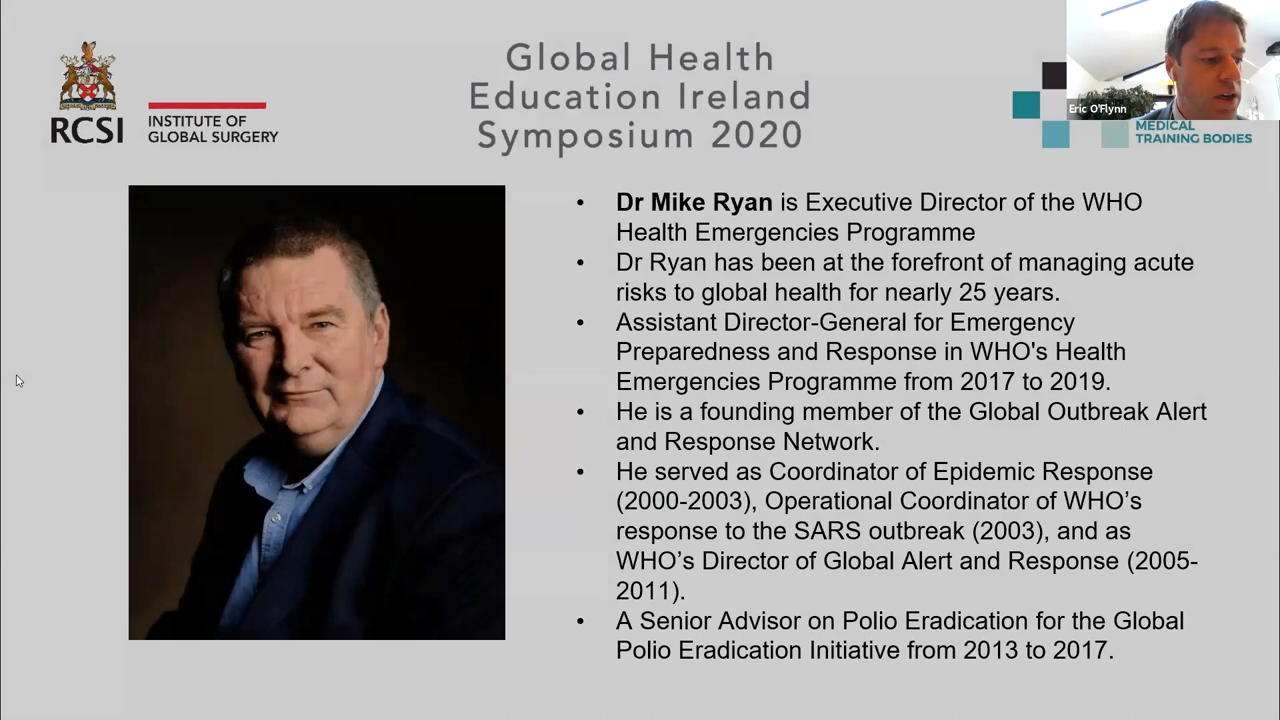 RCSI
INSTITUTE OF
GLOBAL SURGERY
Global Health
Education Ireland
Symposium 2020
Eric O'Flynn
MEDICAL
TRAINING BODIES
• Dr Mike Ryan is Executive Director of the WHO
Health Emergencies Programme
• Dr Ryan has been at the forefront of managing acute
risks to global health for nearly 25 years.
• Assistant Director-General for Emergency
Preparedness and Response in WHO's Health
Emergencies Programme from 2017 to 2019.
• He is a founding member of the Global Outbreak Alert
and Response Network.
• He served as Coordinator of Epidemic Response
(2000-2003), Operational Coordinator of WHO’s
response to the SARS outbreak (2003), and as
WHO’s Director of Global Alert and Response (2005-
2011).
• A Senior Advisor on Polio Eradication for the Global
Polio Eradication Initiative from 2013 to 2017.